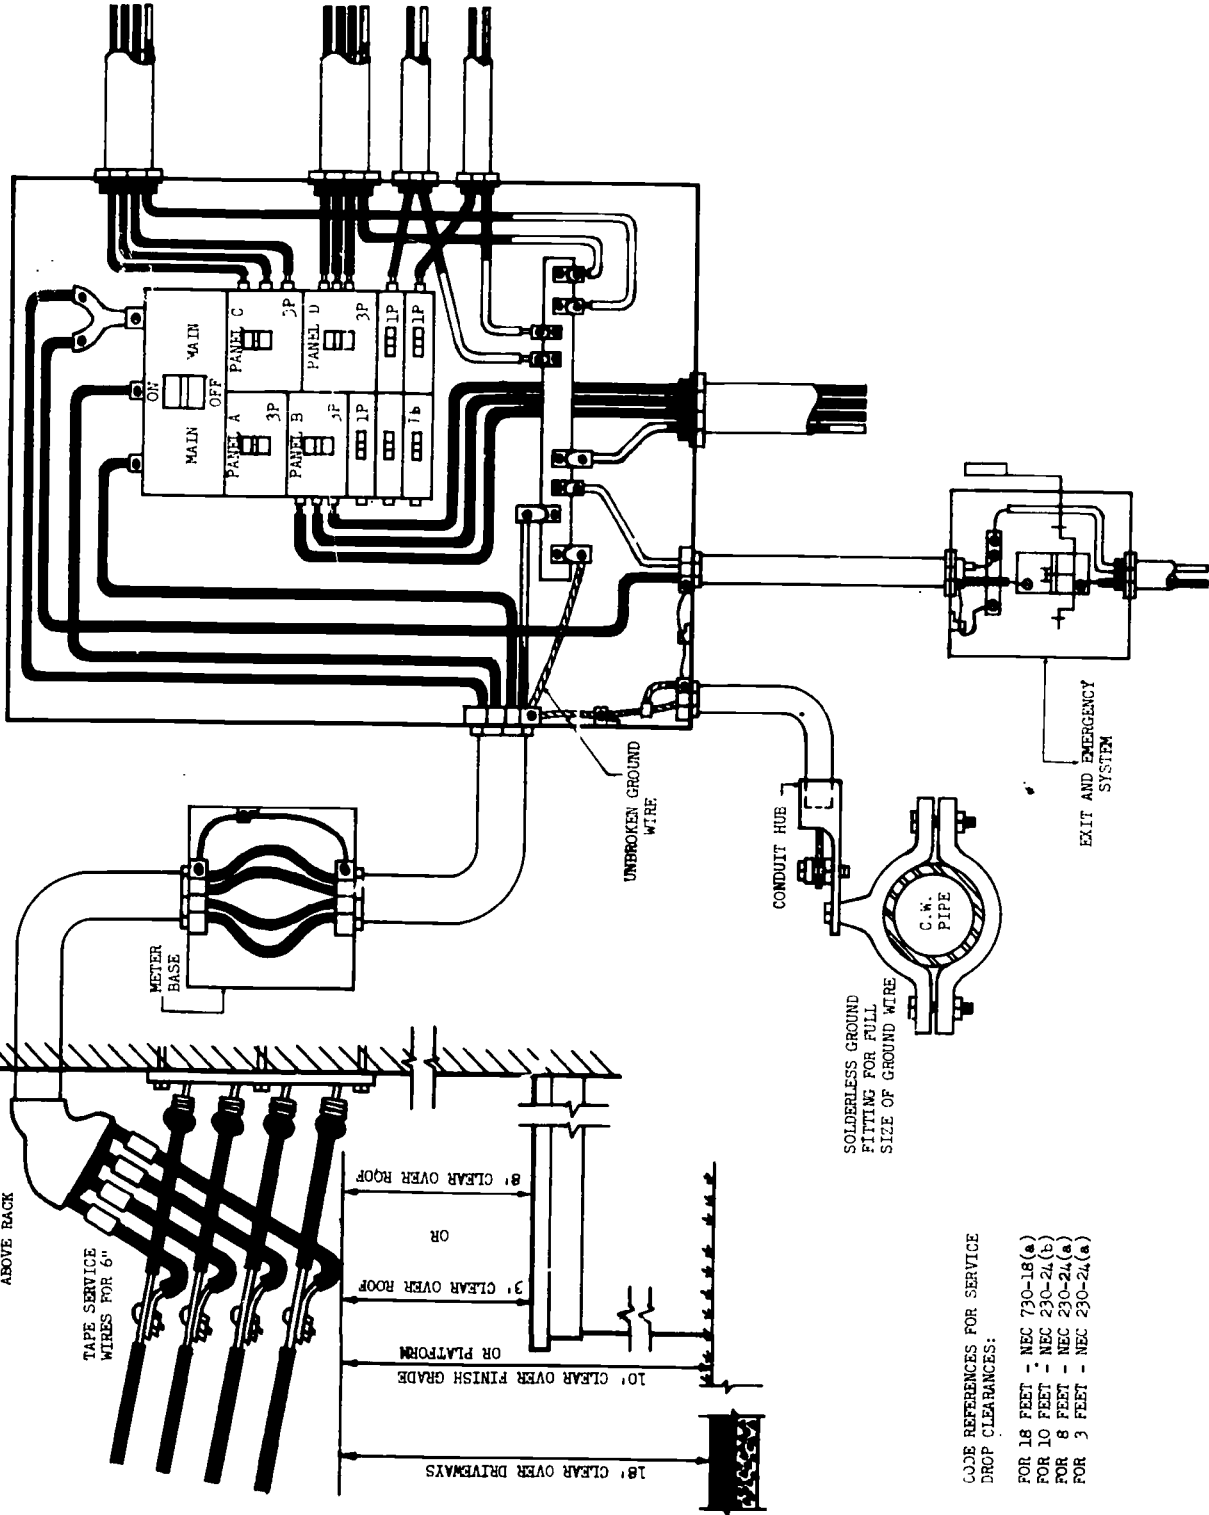 ABOVE RACK
TAPE SERVICE
WIRES FOR 6"
METER
BASE
ON
MAIN
MAIN
OFF
PANEL A
3P
PANEL C
3P
PANEL B
3P
PANEL D
3P
1P
1P
1P
UNBROKEN GROUND
WIRE
CONDUIT HUB
C.W.
PIPE
SOLDERLESS GROUND
FITTING FOR FULL
SIZE OF GROUND WIRE
EXIT AND EMERGENCY
SYSTEM
8' CLEAR OVER ROOF
OR
3' CLEAR OVER ROOF
10' CLEAR OVER FINISH GRADE
OR PLATFORM
18' CLEAR OVER DRIVEWAYS
CODE REFERENCES FOR SERVICE
DROP CLEARANCES:
FOR 18 FEET - NEC 730-18(a)
FOR 10 FEET - NEC 230-24(b)
FOR 8 FEET - NEC 230-24(a)
FOR 3 FEET - NEC 230-24(a)